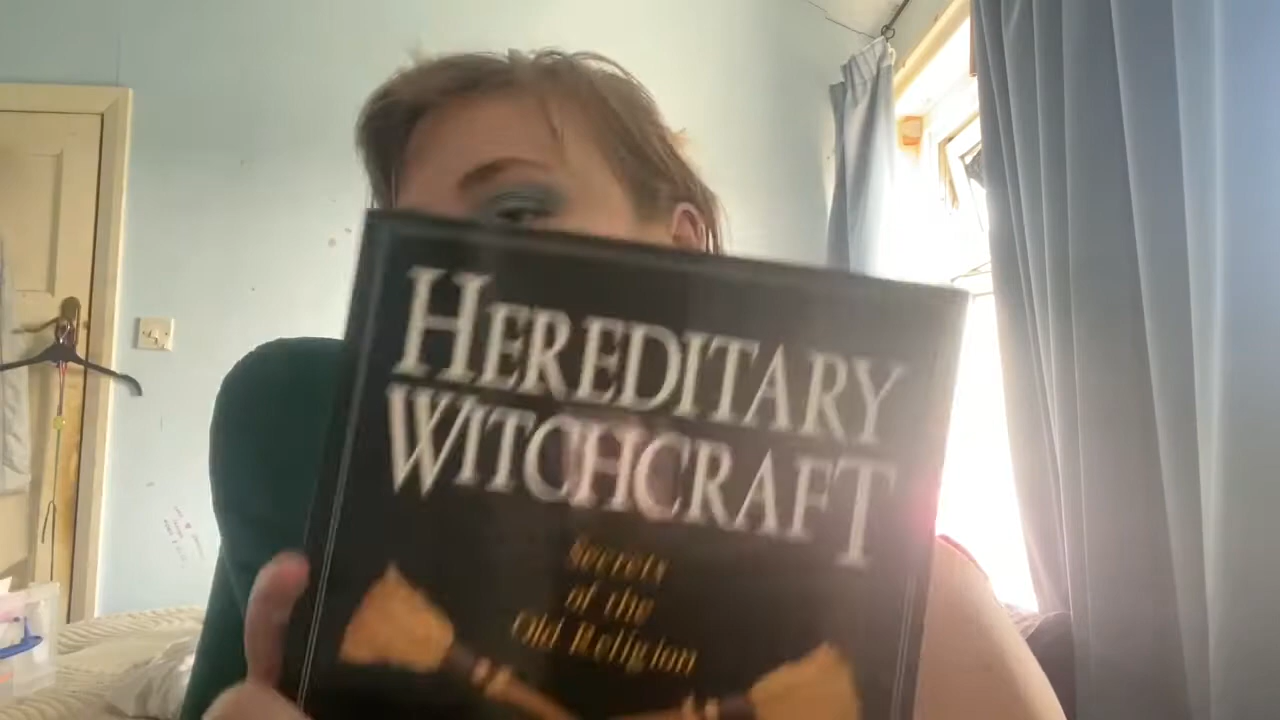 HEREDITARY
WITCHCRAFT
Secrets
of the
Old Religion